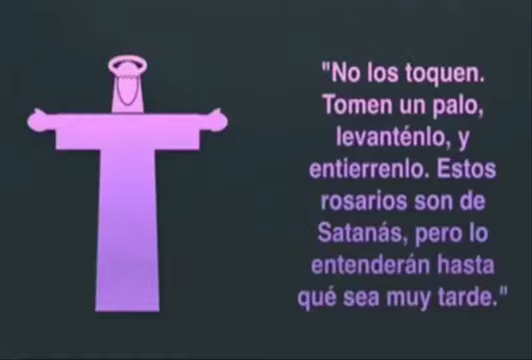 "No los toquen.
Tomen un palo,
levanténlo, y
entierrenlo. Estos
rosarios son de
Satanás, pero lo
entenderán hasta
qué sea muy tarde."